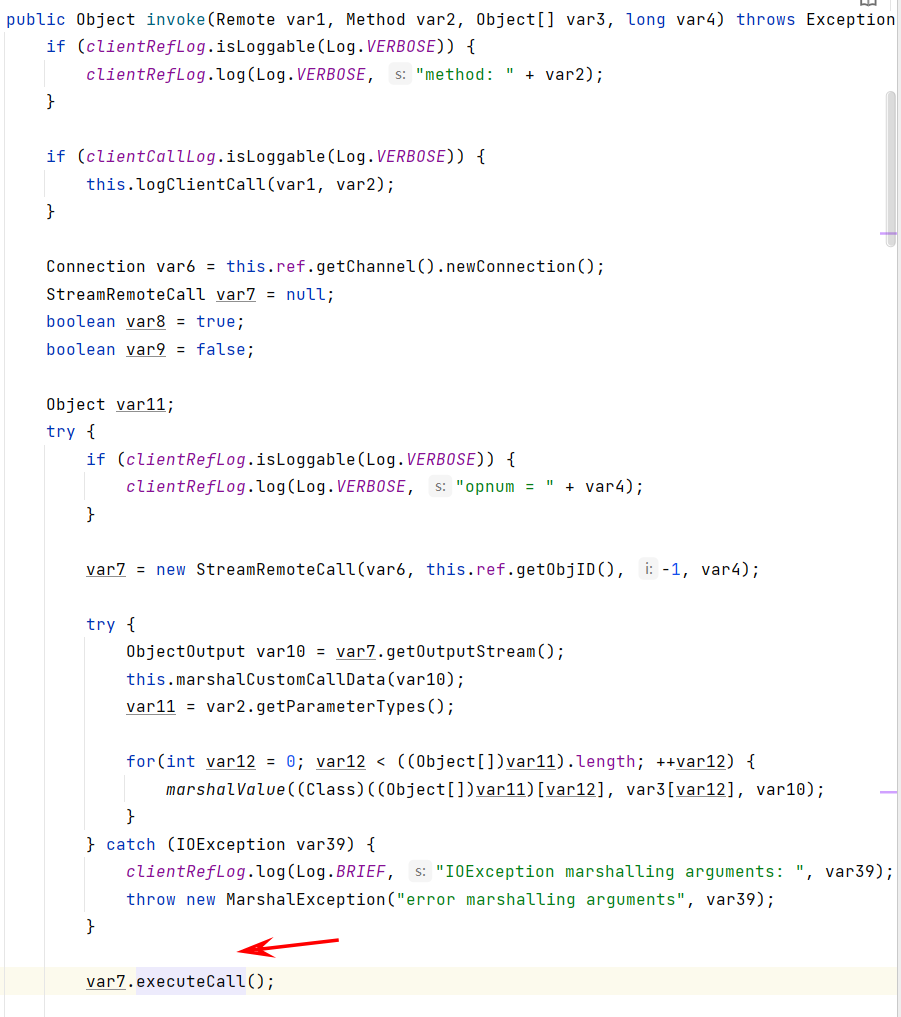 public Object invoke(Remote var1, Method var2, Object[] var3, long var4) throws Exception
    if (clientRefLog.isLoggable(Log.VERBOSE)) {
        clientRefLog.log(Log.VERBOSE, s: "method: " + var2);
    }

    if (clientCallLog.isLoggable(Log.VERBOSE)) {
        this.logClientCall(var1, var2);
    }

    Connection var6 = this.ref.getChannel().newConnection();
    StreamRemoteCall var7 = null;
    boolean var8 = true;
    boolean var9 = false;

    Object var11;
    try {
        if (clientRefLog.isLoggable(Log.VERBOSE)) {
            clientRefLog.log(Log.VERBOSE, s: "opnum = " + var4);
        }

        var7 = new StreamRemoteCall(var6, this.ref.getObjID(), i: -1, var4);

        try {
            ObjectOutput var10 = var7.getOutputStream();
            this.marshalCustomCallData(var10);
            var11 = var2.getParameterTypes();

            for(int var12 = 0; var12 < ((Object[])var11).length; ++var12) {
                marshalValue((Class)((Object[])var11)[var12], var3[var12], var10);
            }
        } catch (IOException var39) {
            clientRefLog.log(Log.BRIEF, s: "IOException marshalling arguments: ", var39);
            throw new MarshalException("error marshalling arguments", var39);
        }

        var7.executeCall();